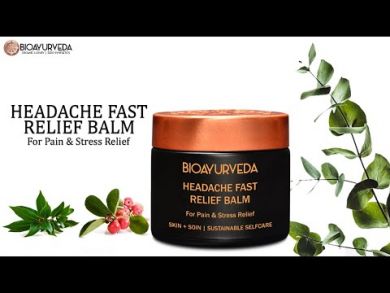 BIOAYURVEDA
HEADACHE FAST
RELIEF BALM
For Pain & Stress Relief
BIOAYURVEDA
HEADACHE FAST
RELIEF BALM
For Pain & Stress Relief
SKIN + SOIN | SUSTAINABLE SELFCARE